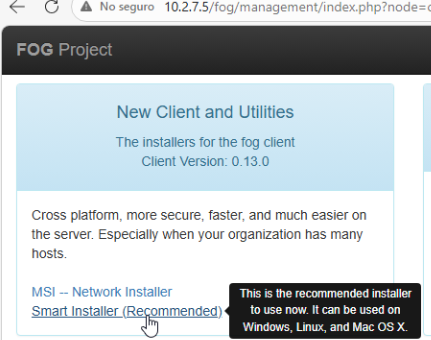 No seguro 10.2.7.5/fog/management/index.php?node=
FOG Project
New Client and Utilities
The installers for the fog client
Client Version: 0.13.0
Cross platform, more secure, faster, and much easier on
the server. Especially when your organization has many
hosts.
MSI -- Network Installer
Smart Installer (Recommended)
This is the recommended installer
to use now. It can be used on
Windows, Linux, and Mac OS X.